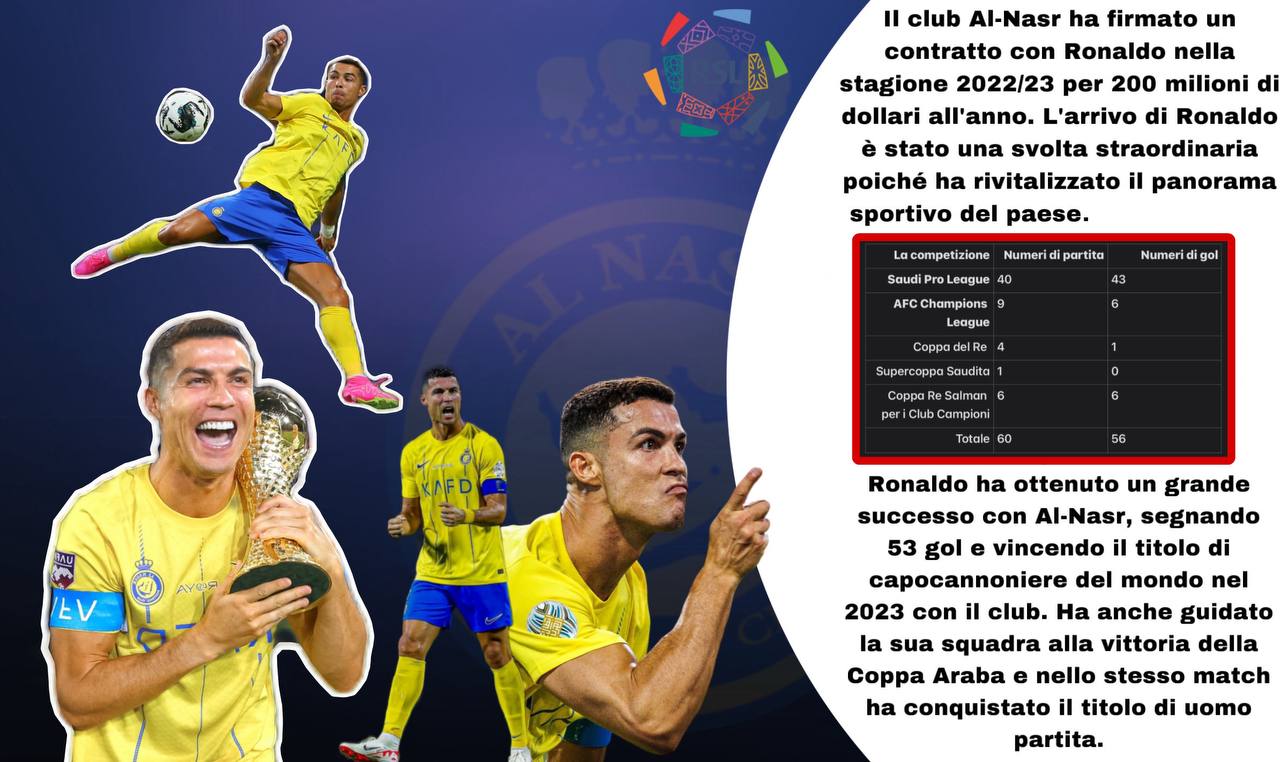 Il club Al-Nasr ha firmato un
contratto con Ronaldo nella
stagione 2022/23 per 200 milioni di
dollari all'anno. L'arrivo di Ronaldo
è stato una svolta straordinaria
poiché ha rivitalizzato il panorama
sportivo del paese.
La competizione Numeri di partita Numeri di gol
Saudi Pro League 40 43
AFC Champions 9 6
League
Coppa del Re 4 1
Supercoppa Saudita 1 0
Coppa Re Salman 6 6
per i Club Campioni
Totale 60 56
Ronaldo ha ottenuto un grande
successo con Al-Nasr, segnando
53 gol e vincendo il titolo di
capocannoniere del mondo nel
2023 con il club. Ha anche guidato
la sua squadra alla vittoria della
Coppa Araba e nello stesso match
ha conquistato il titolo di uomo
partita.
AL NAS
KAFD